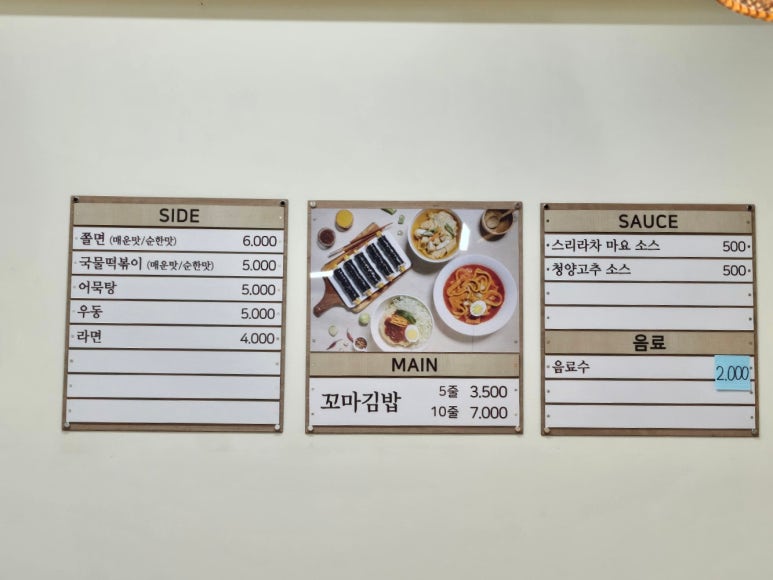 SIDE
쫄면 (매운맛/순한맛) 6,000
국물떡볶이 (매운맛/순한맛) 5,000
어묵탕 5,000
우동 5,000
라면 4,000
MAIN
꼬마김밥
5줄 3,500
10줄 7,000
SAUCE
스리라차 마요 소스 500
청양고추 소스 500
음료
음료수 2,000